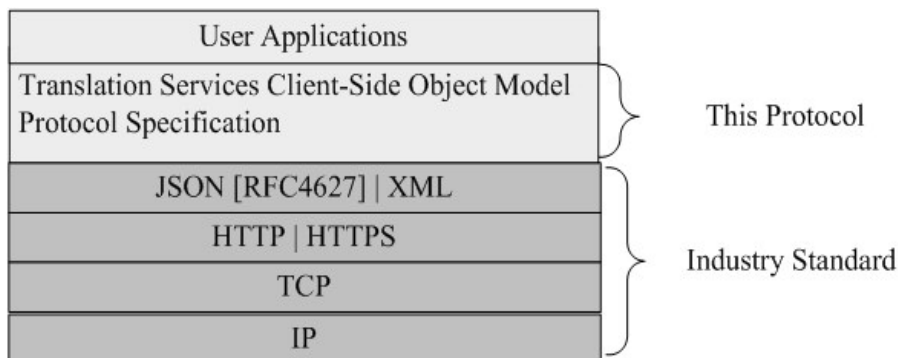 User Applications
Translation Services Client-Side Object Model
Protocol Specification
This Protocol
JSON [RFC4627] | XML
HTTP | HTTPS
TCP
IP
Industry Standard